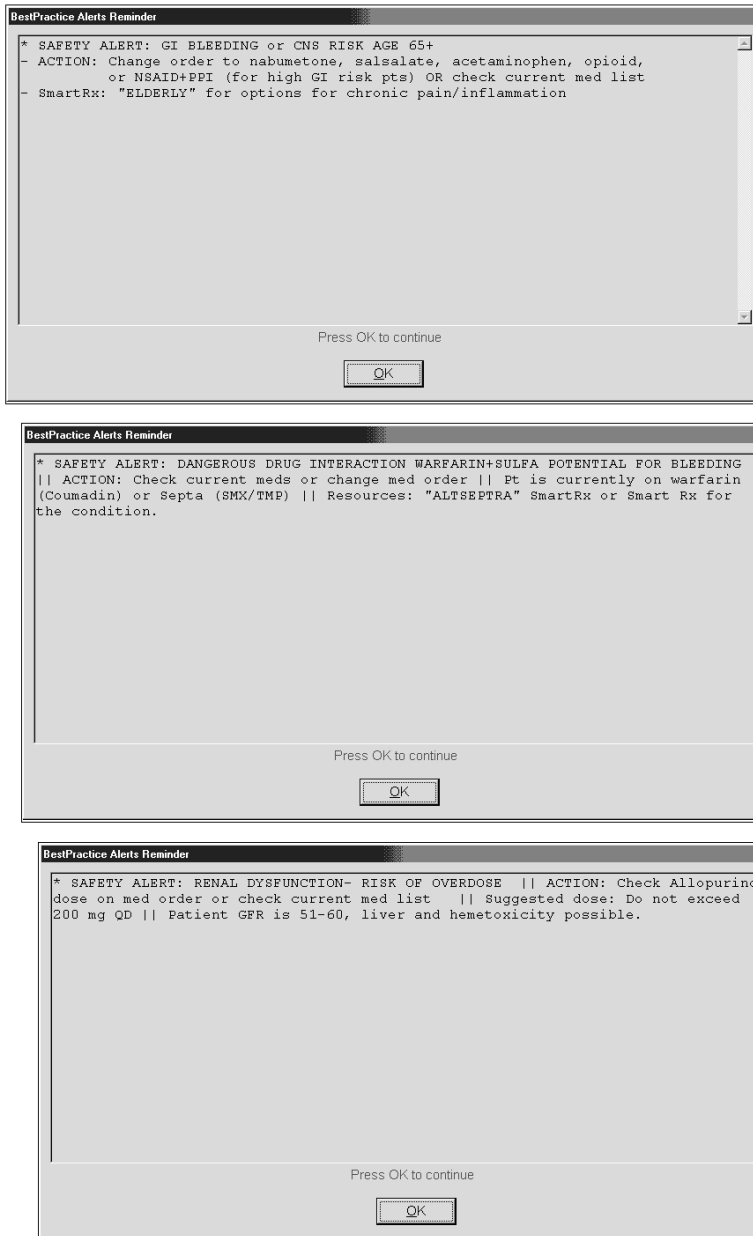 BestPractice Alerts Reminder
* SAFETY ALERT: GI BLEEDING or CNS RISK AGE 65+
- ACTION: Change order to nabumetone, salsalate, acetaminophen, opioid,
or NSAID+PPI (for high GI risk pts) OR check current med list
- SmartRx: "ELDERLY" for options for chronic pain/inflammation
Press OK to continue
OK
BestPractice Alerts Reminder
* SAFETY ALERT: DANGEROUS DRUG INTERACTION WARFARIN+SULFA POTENTIAL FOR BLEEDING
|| ACTION: Check current meds or change med order || Pt is currently on warfarin
(Coumadin) or Septa (SMX/TMP) || Resources: "ALTSEPTRA" SmartRx or Smart Rx for
the condition.
Press OK to continue
OK
BestPractice Alerts Reminder
* SAFETY ALERT: RENAL DYSFUNCTION- RISK OF OVERDOSE || ACTION: Check
dose on med order or check current med list || Suggested dose: Do not exceed
200 mg QD || Patient GFR is 51-60, liver and hemetoxicity possible.
Press OK to continue
OK